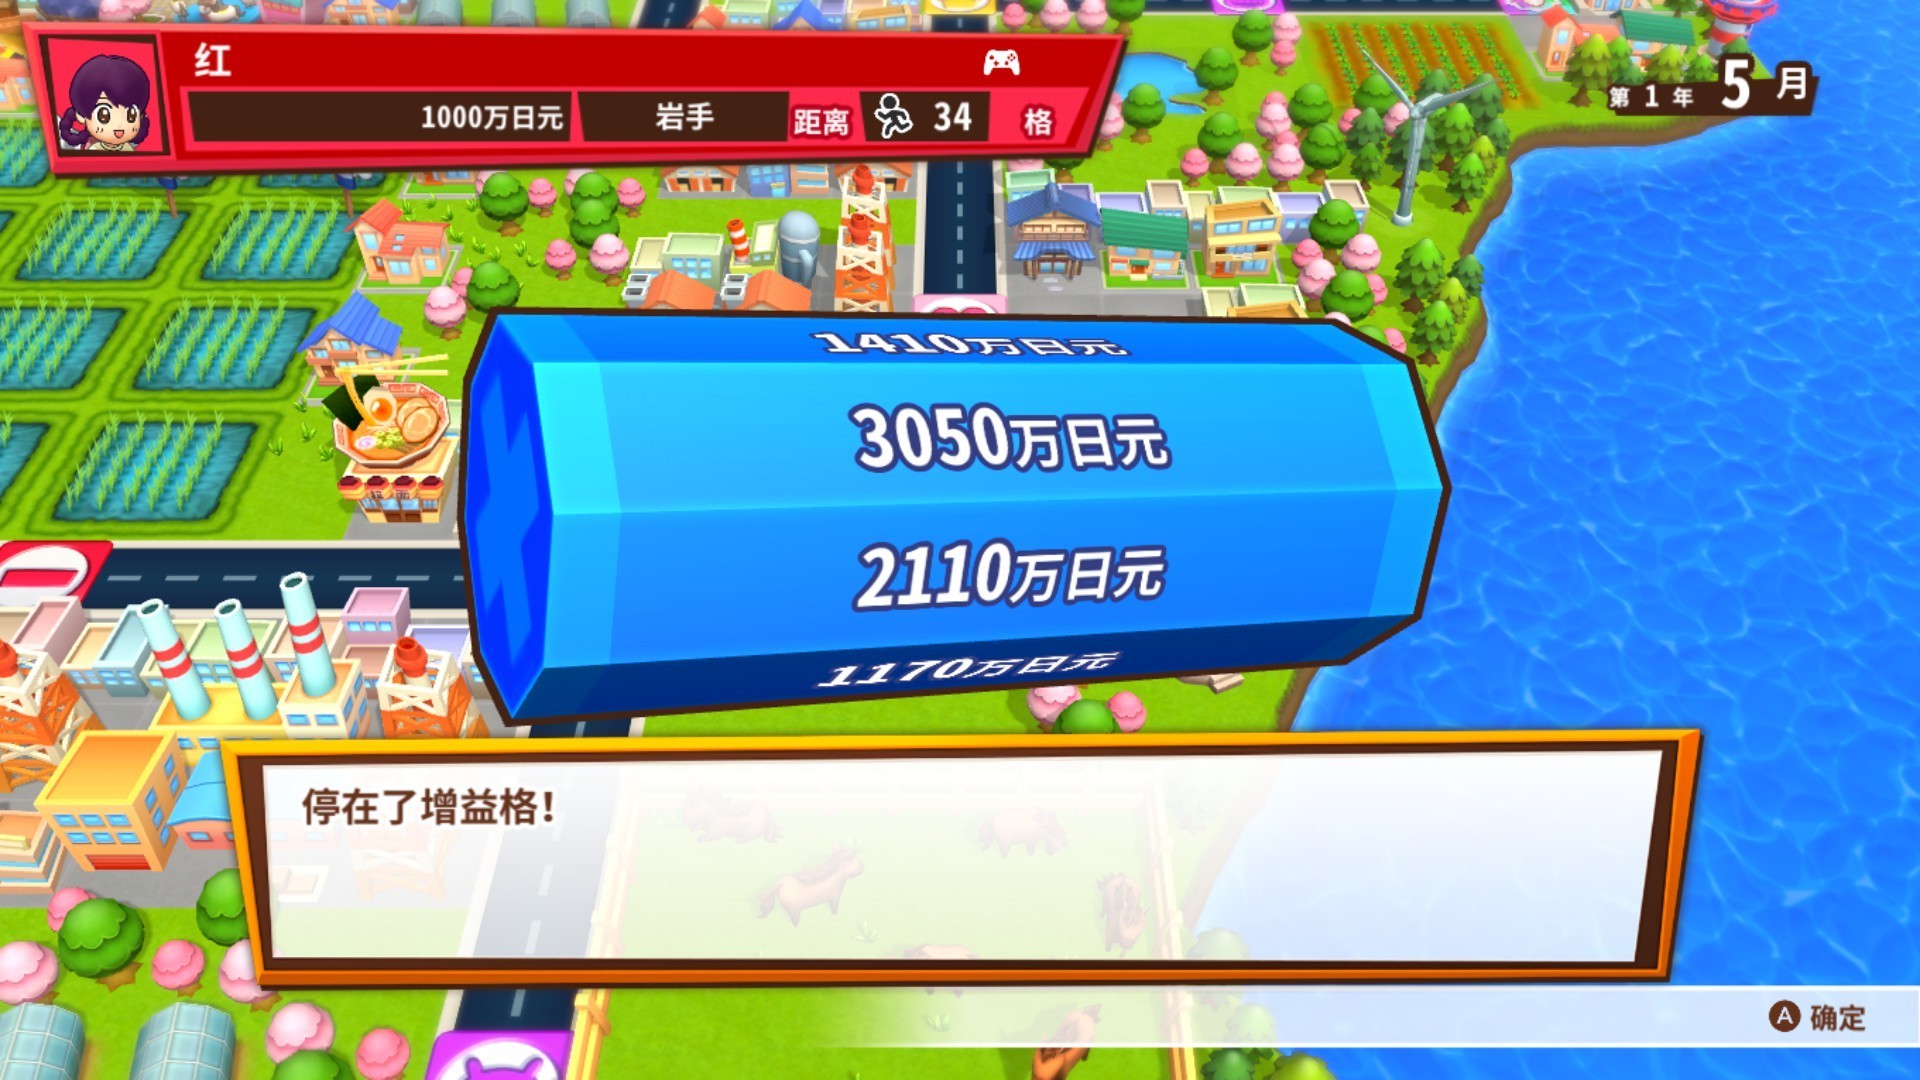 红
1000万日元 岩手 距离 34 格
第 1 年 5 月
1410万日元
3050万日元
2110万日元
1170万日元
停在了增益格！
A 确定